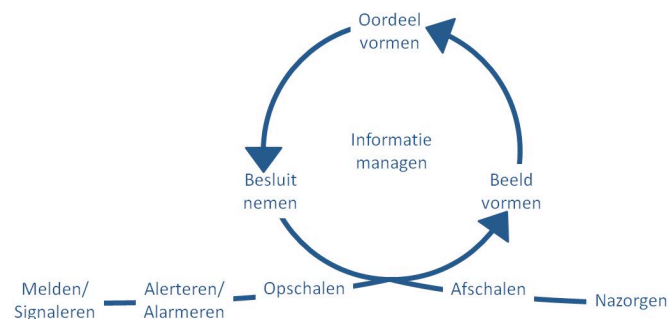 Oordeel
vormen
Informatie
managen
Besluit
nemen
Beeld
vormen
Melden/
Signaleren
Alerteren/
Alarmeren
Opschalen
Afschalen
Nazorgen